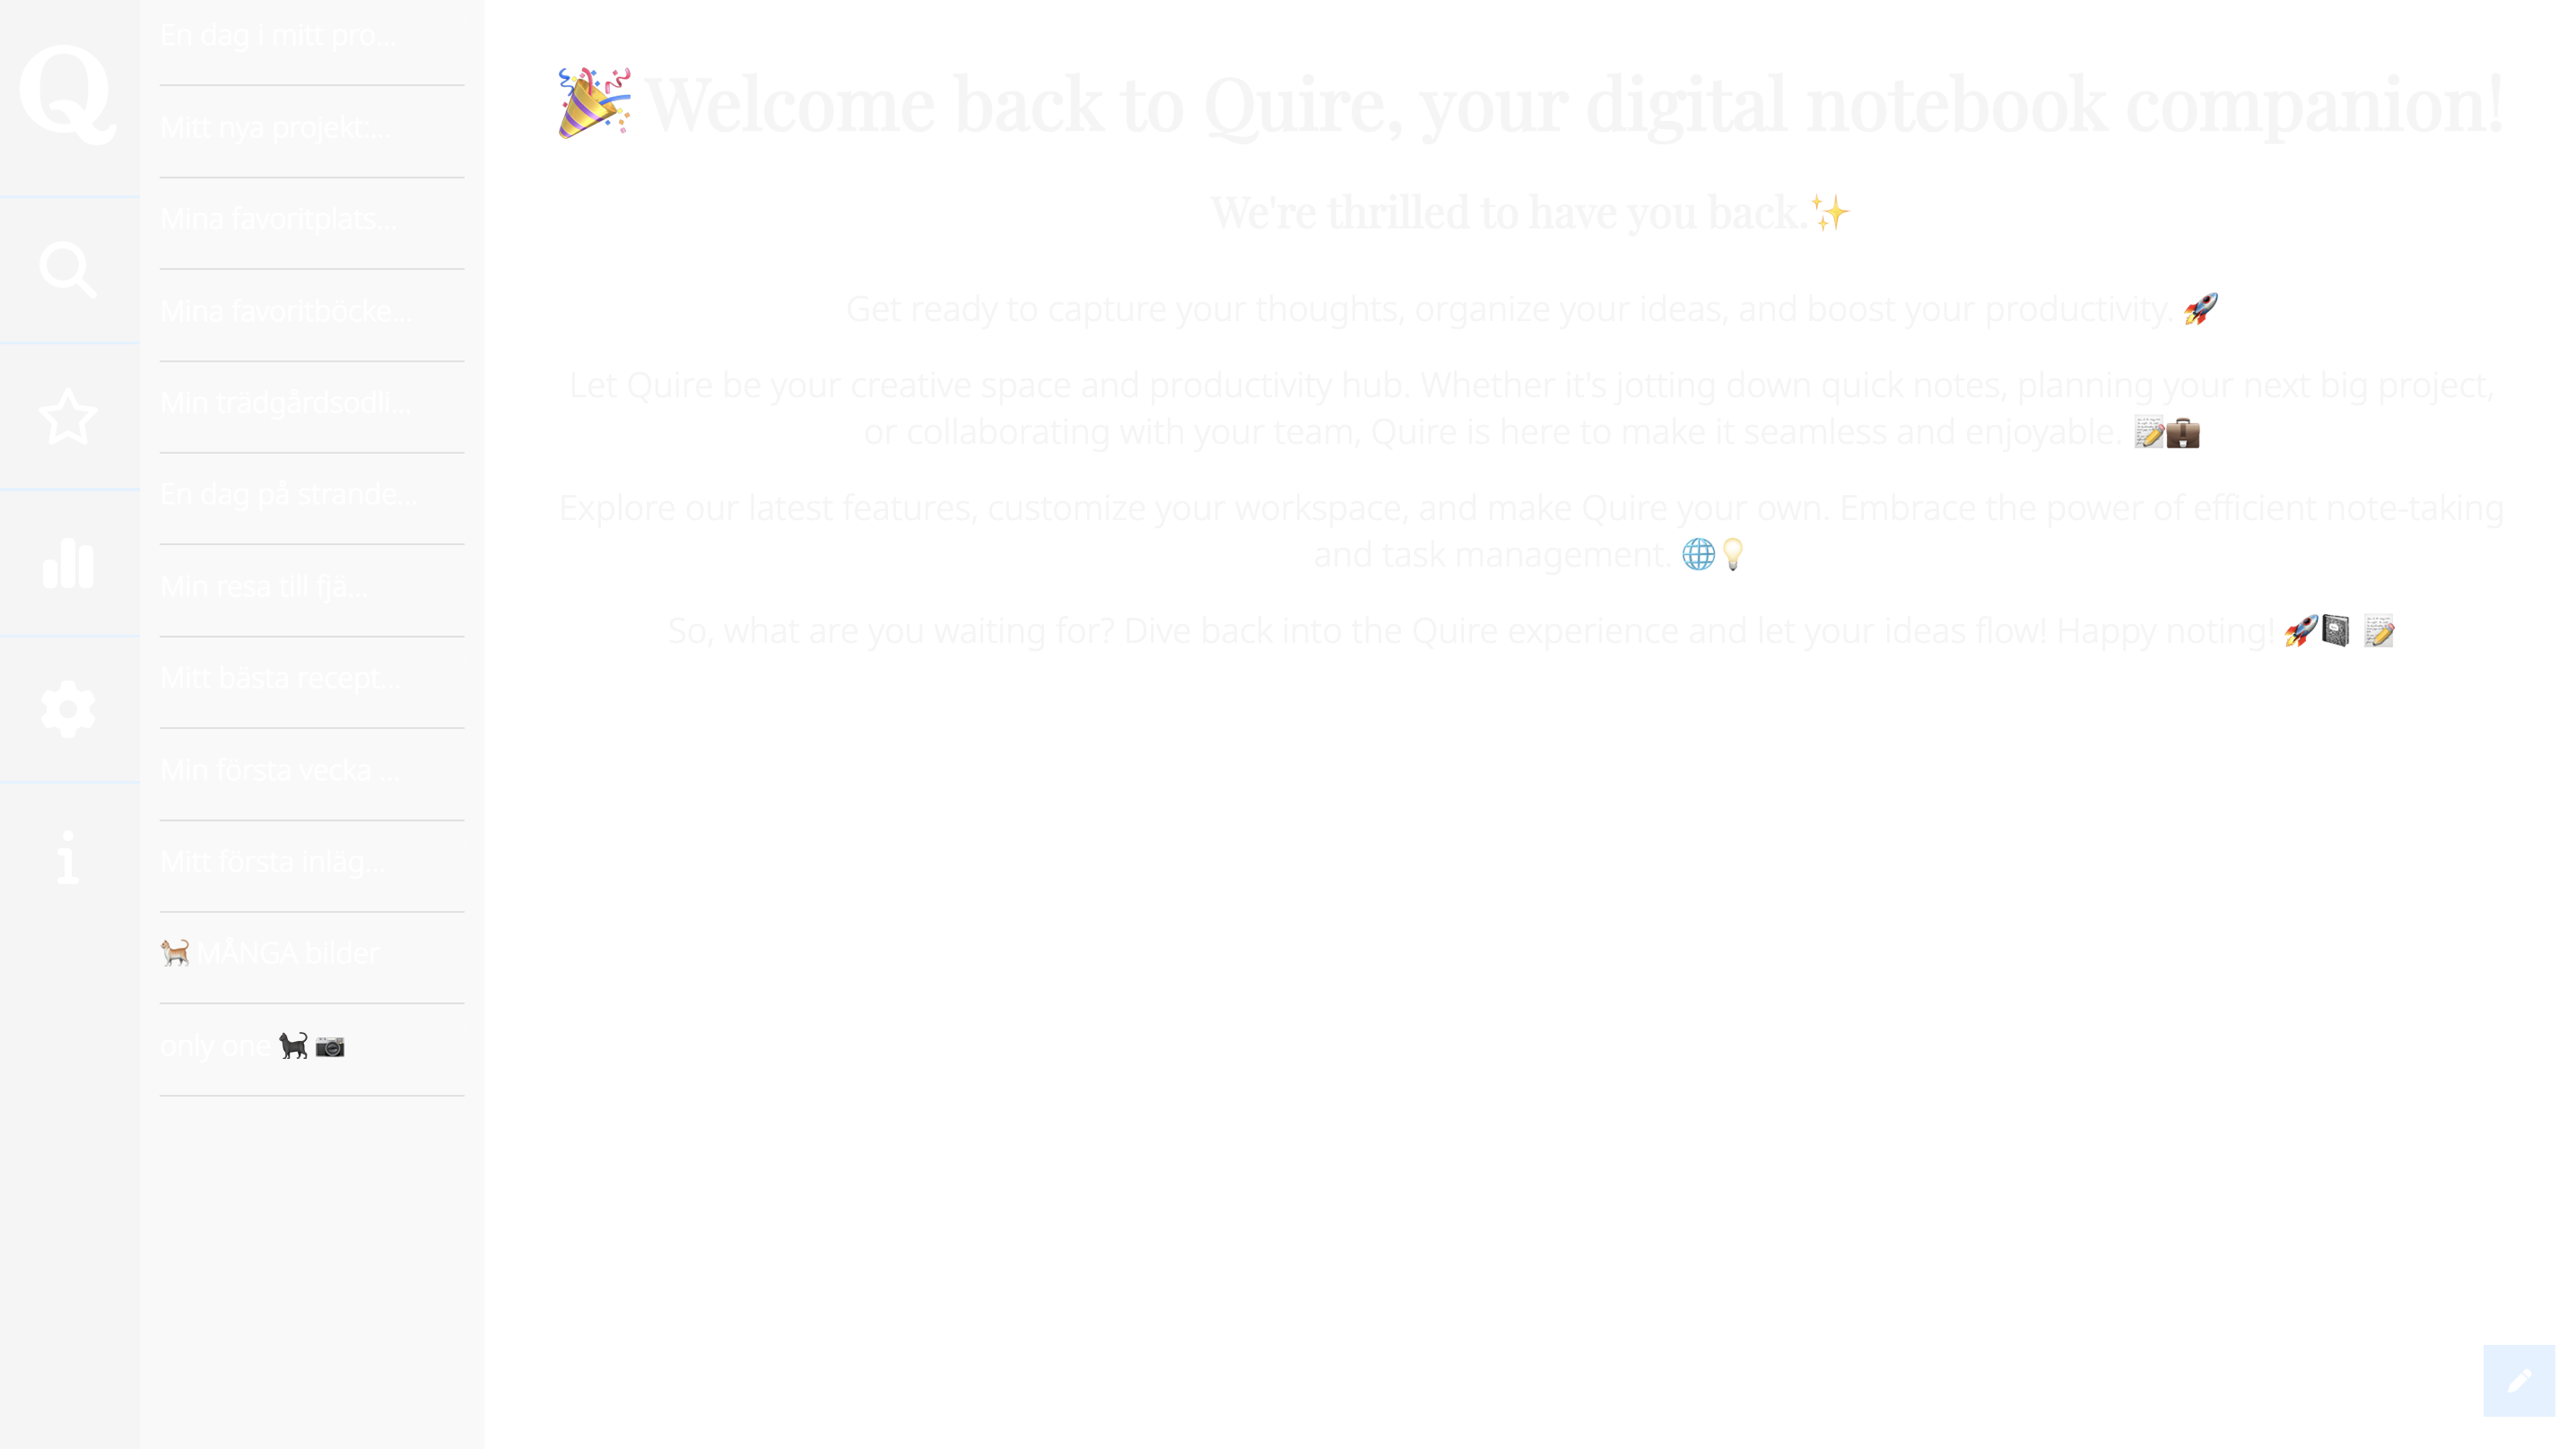 Q
En dag i mitt pro...
Mitt nya projekt:...
Mina favoritplats...
Mina favoritböcke...
Min trädgårdsodli...
En dag på strande...
Min resa till fjä...
Mitt bästa recept...
Min första vecka ...
Mitt första inläg...
🐈 MÅNGA bilder
only one 🐈‍⬛ 📷
🎉 Welcome back to Quire, your digital notebook companion!
We're thrilled to have you back.✨
Get ready to capture your thoughts, organize your ideas, and boost your productivity. 🚀
Let Quire be your creative space and productivity hub. Whether it's jotting down quick notes, planning your next big project,
or collaborating with your team, Quire is here to make it seamless and enjoyable. 📝💼
Explore our latest features, customize your workspace, and make Quire your own. Embrace the power of efficient note-taking
and task management. 🌐💡
So, what are you waiting for? Dive back into the Quire experience and let your ideas flow! Happy noting! 🚀📓 📝